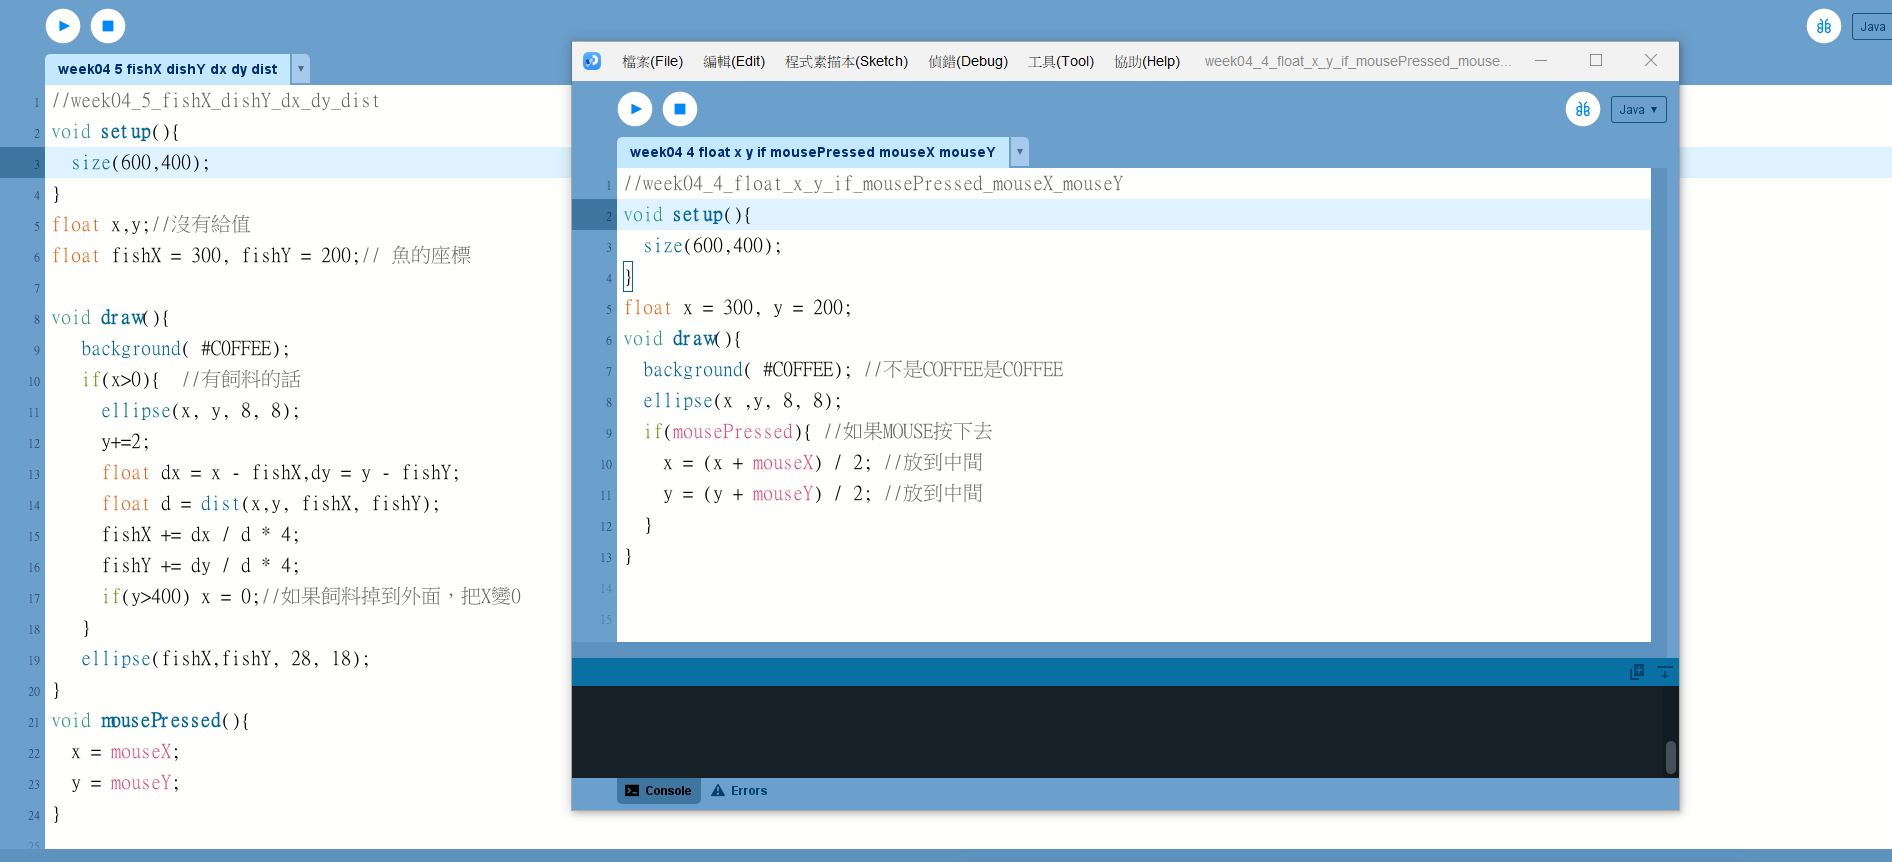 Java
week04 5 fishX dishY dx dy dist
1 //week04_5_fishX_dishY_dx_dy_dist
2 void setup(){
3 size(600,400);
4 }
5 float x,y;//沒有給值
6 float fishX = 300, fishY = 200;// 魚的座標
7
8 void draw(){
9 background( #C0FFEE);
10 if(x>0){ //有飼料的話
11 ellipse(x, y, 8, 8);
12 y+=2;
13 float dx = x - fishX,dy = y - fishY;
14 float d = dist(x,y, fishX, fishY);
15 fishX += dx / d * 4;
16 fishY += dy / d * 4;
17 if(y>400) x = 0;//如果飼料掉到外面，把X變0
18 }
19 ellipse(fishX,fishY, 28, 18);
20 }
21 void mousePressed(){
22 x = mouseX;
23 y = mouseY;
24 }
25
檔案(File) 編輯(Edit) 程式素描本(Sketch) 偵錯(Debug) 工具(Tool) 協助(Help) week04_4_float_x_y_if_mousePressed_mouse...
Java
week04 4 float x y if mousePressed mouseX mouseY
1 //week04_4_float_x_y_if_mousePressed_mouseX_mouseY
2 void setup(){
3 size(600,400);
4 }
5 float x = 300, y = 200;
6 void draw(){
7 background( #C0FFEE); //不是COFFEE是C0FFEE
8 ellipse(x ,y, 8, 8);
9 if(mousePressed){ //如果MOUSE按下去
10 x = (x + mouseX) / 2; //放到中間
11 y = (y + mouseY) / 2; //放到中間
12 }
13 }
14
15
Console Errors